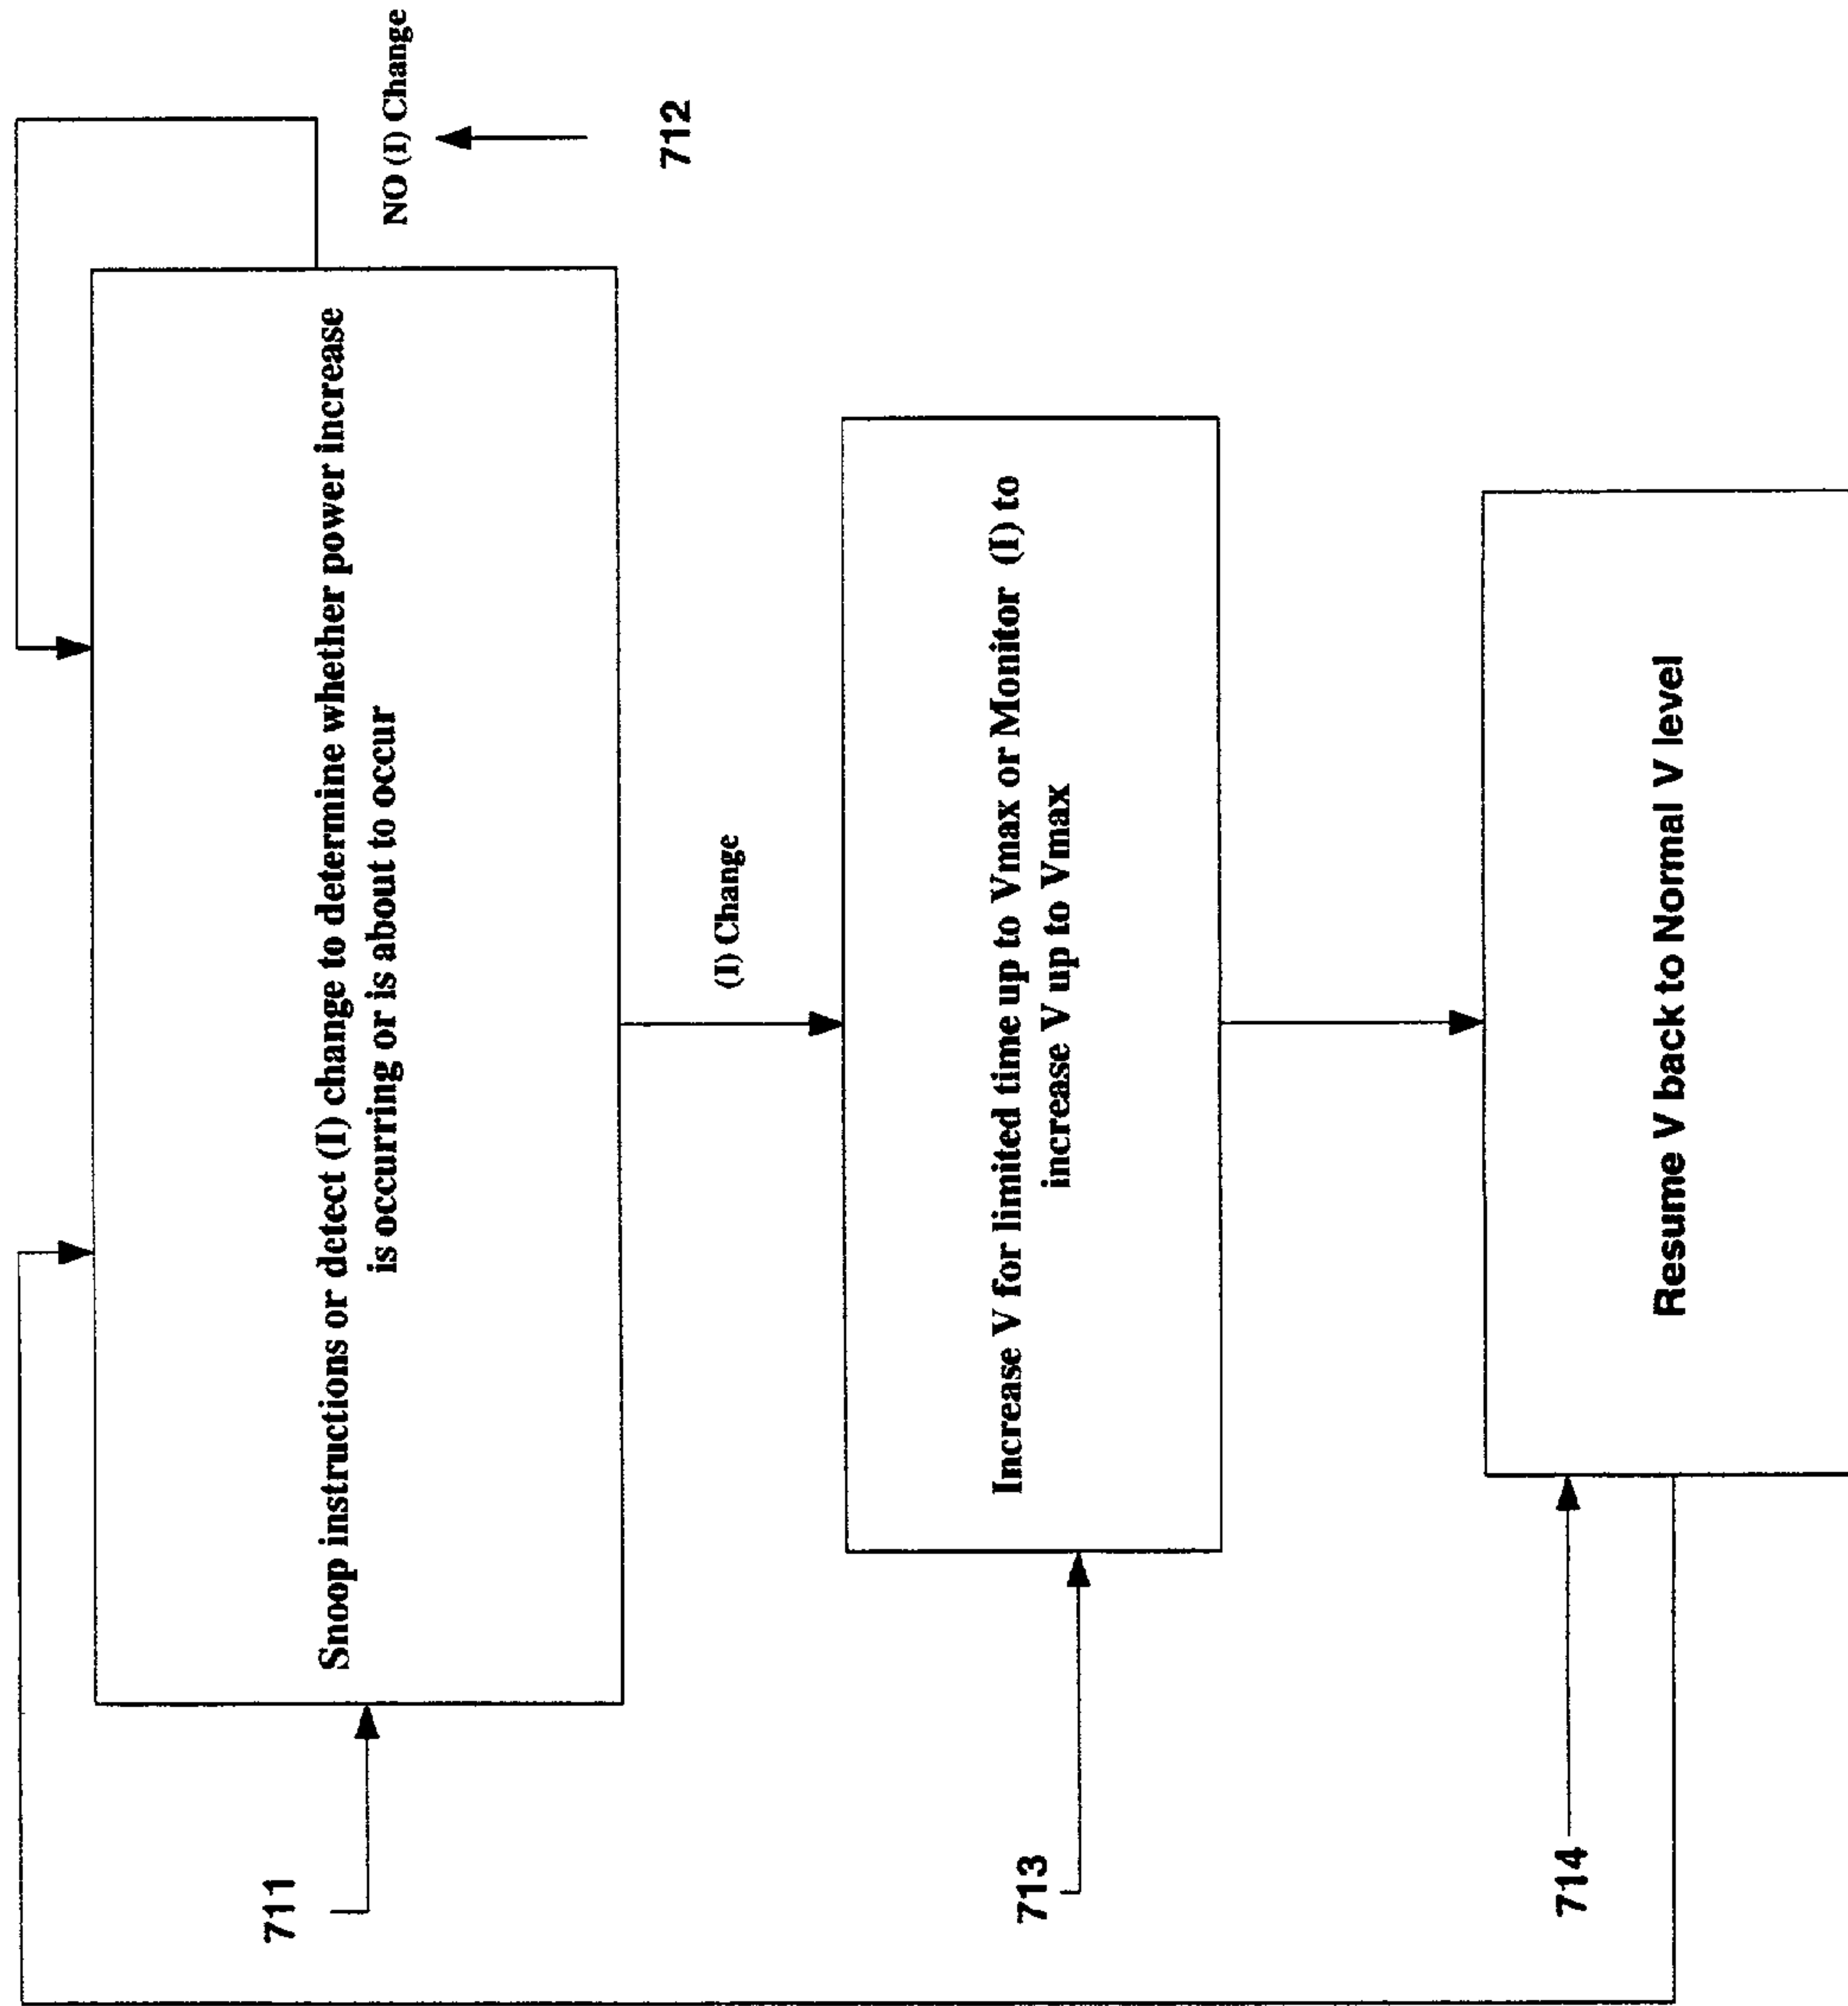 711
Snoop instructions or detect (I) change to determine whether power increase
is occurring or is about to occur
NO (I) Change
712
(I) Change
713
Increase V for limited time up to Vmax or Monitor (I) to
increase V up to Vmax
714
Resume V back to Normal V level